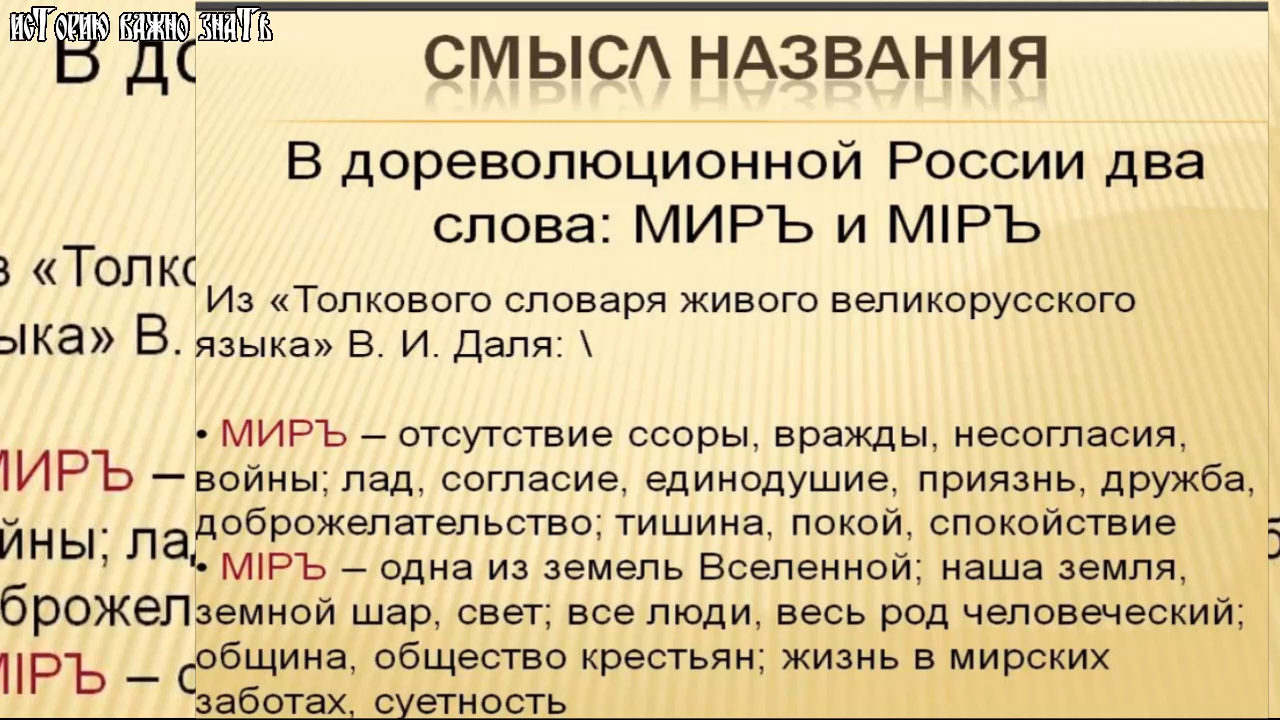 исТорию важно знаТь
СМЫСЛ НАЗВАНИЯ
В дореволюционной России два
слова: МИРЪ и МІРЪ
Из «Толкового словаря живого великорусского
языка» В. И. Даля: \
• МИРЪ – отсутствие ссоры, вражды, несогласия,
войны; лад, согласие, единодушие, приязнь, дружба,
доброжелательство; тишина, покой, спокойствие
• МІРЪ – одна из земель Вселенной; наша земля,
земной шар, свет; все люди, весь род человеческий;
община, общество крестьян; жизнь в мирских
заботах, суетность